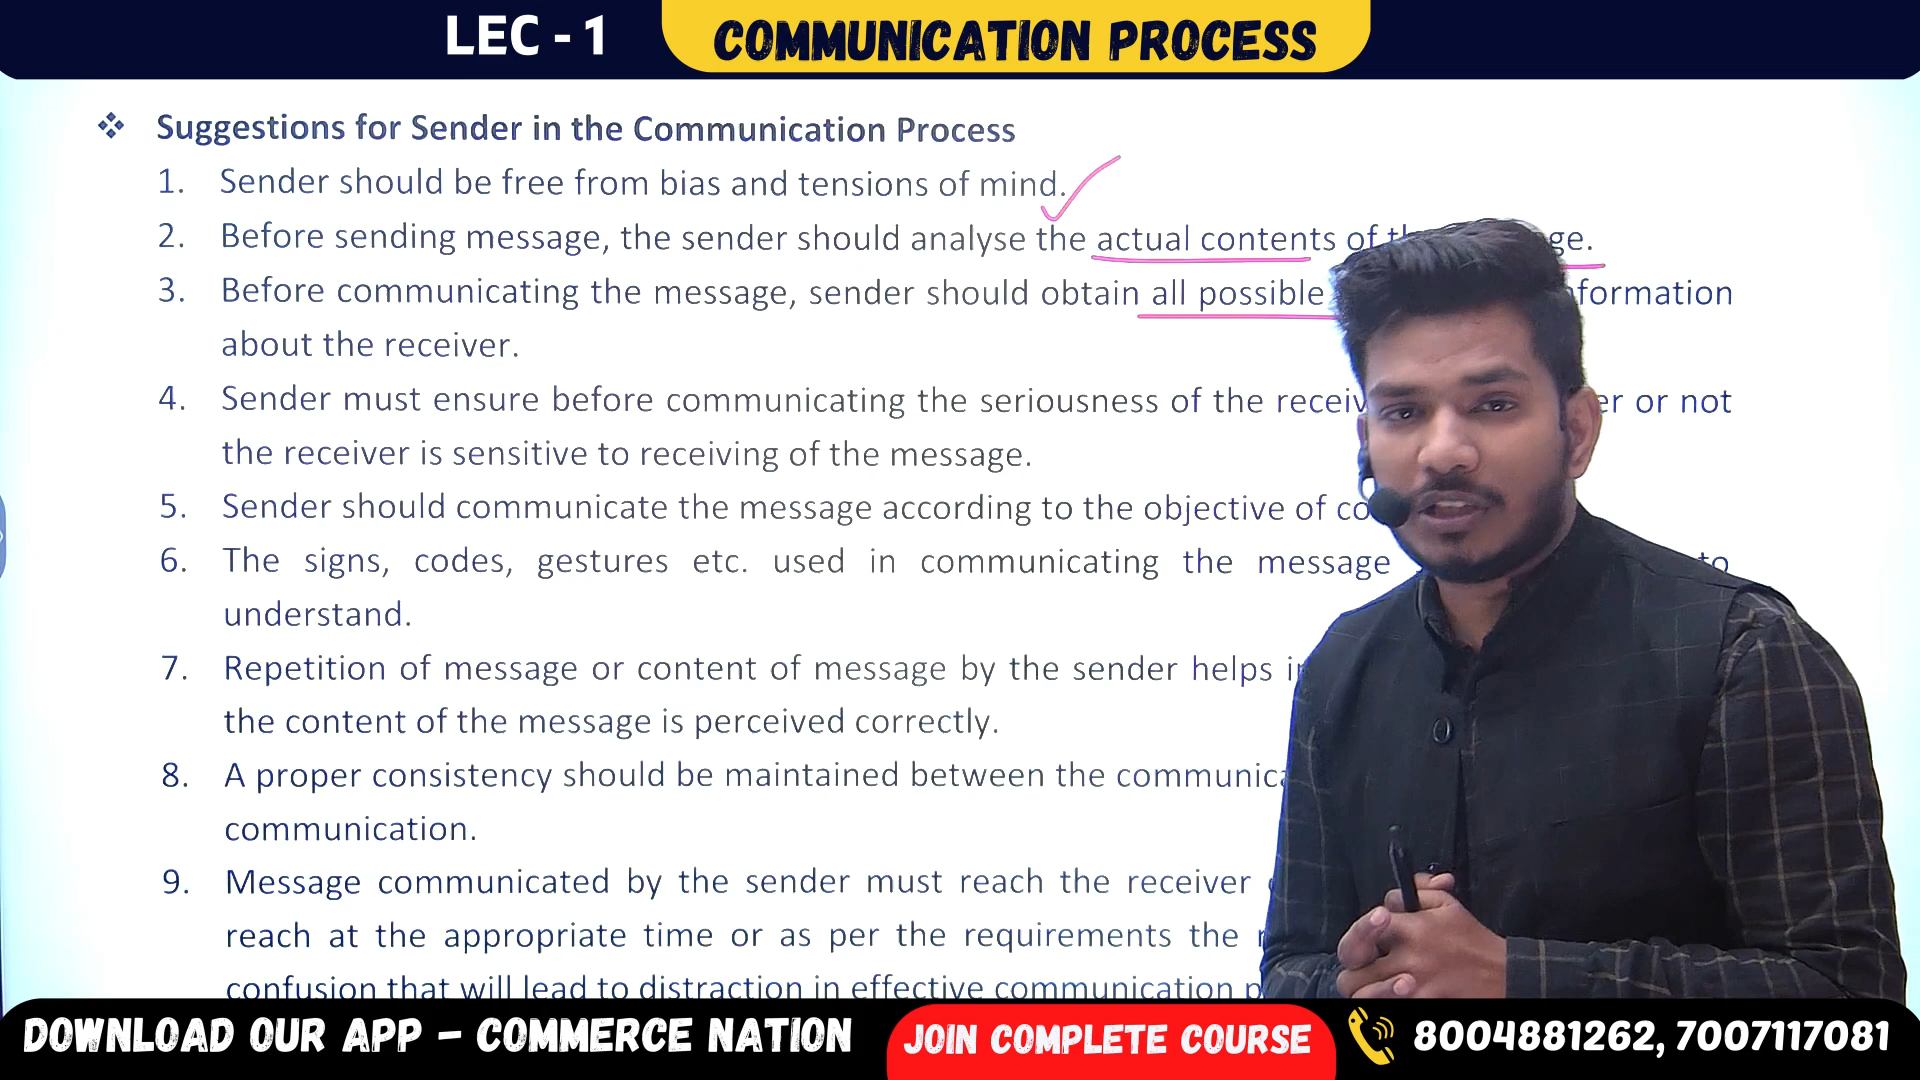 LEC - 1
COMMUNICATION PROCESS
❖ Suggestions for Sender in the Communication Process
1. Sender should be free from bias and tensions of mind.
2. Before sending message, the sender should analyse the actual contents of
3. Before communicating the message, sender should obtain all possible
about the receiver.
4. Sender must ensure before communicating the seriousness of the or not
the receiver is sensitive to receiving of the message.
5. Sender should communicate the message according to the objective of
6. The signs, codes, gestures etc. used in communicating the message to
understand.
7. Repetition of message or content of message by the sender helps
the content of the message is perceived correctly.
8. A proper consistency should be maintained between the
communication.
9. Message communicated by the sender must reach the receiver
reach at the appropriate time or as per the requirements the
confusion that will lead to distraction in effective communication
DOWNLOAD OUR APP – COMMERCE NATION
JOIN COMPLETE COURSE
8004881262, 7007117081